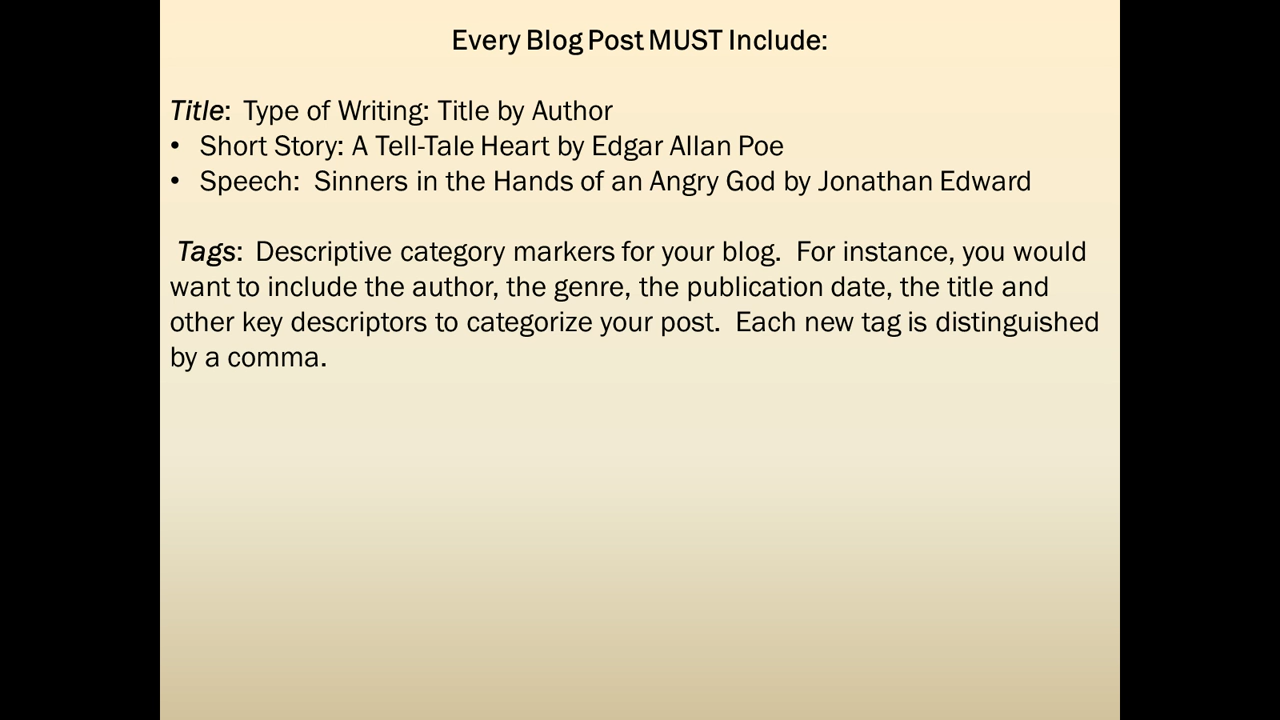 Every Blog Post MUST Include:
Title: Type of Writing: Title by Author
• Short Story: A Tell-Tale Heart by Edgar Allan Poe
• Speech: Sinners in the Hands of an Angry God by Jonathan Edward
Tags: Descriptive category markers for your blog. For instance, you would
want to include the author, the genre, the publication date, the title and
other key descriptors to categorize your post. Each new tag is distinguished
by a comma.